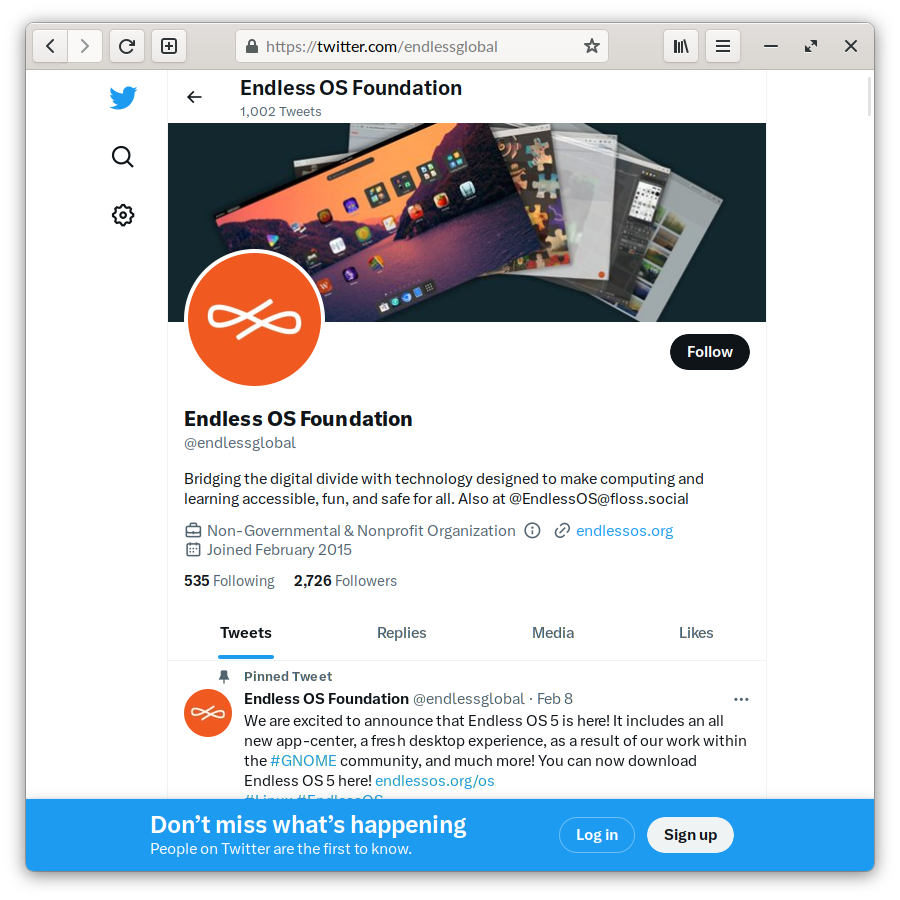 https://twitter.com/endlessglobal
Endless OS Foundation
1,002 Tweets
Follow
Endless OS Foundation
@endlessglobal
Bridging the digital divide with technology designed to make computing and
learning accessible, fun, and safe for all. Also at @EndlessOS@floss.social
Non-Governmental & Nonprofit Organization endlessos.org
Joined February 2015
535 Following 2,726 Followers
Tweets Replies Media Likes
Pinned Tweet
Endless OS Foundation @endlessglobal · Feb 8
We are excited to announce that Endless OS 5 is here! It includes an all
new app-center, a fresh desktop experience, as a result of our work within
the #GNOME community, and much more! You can now download
Endless OS 5 here! endlessos.org/os
#Linux #EndlessOS
Don't miss what's happening
People on Twitter are the first to know.
Log in Sign up